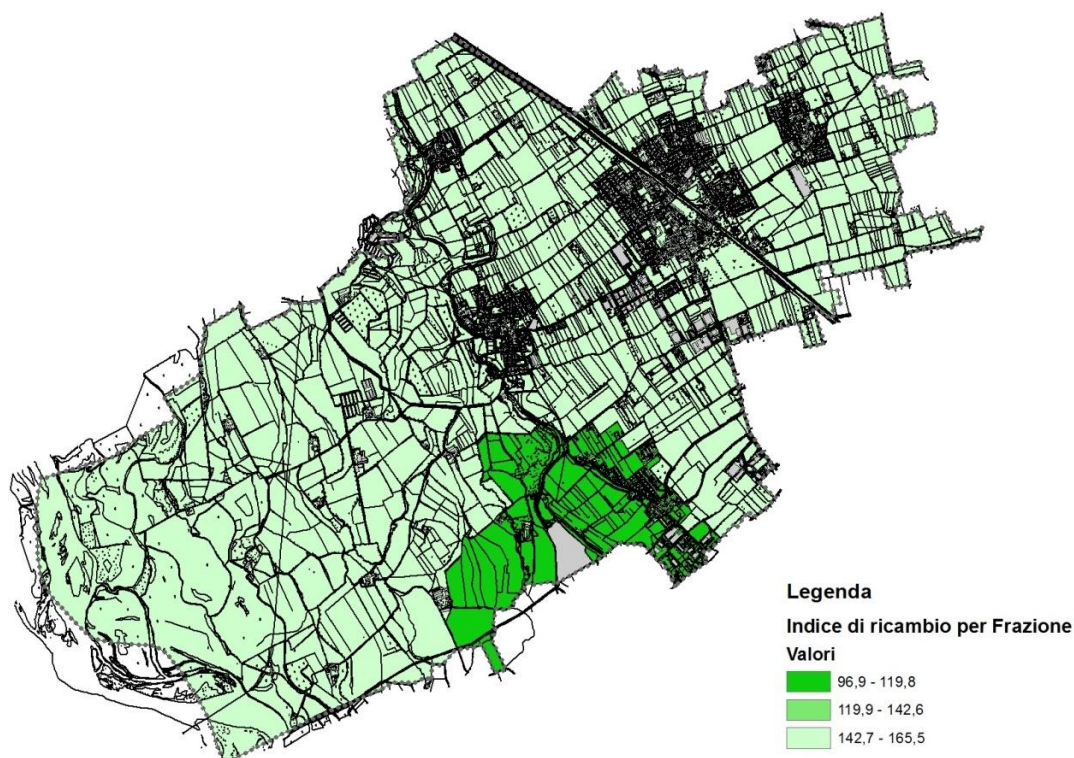 Legenda
Indice di ricambio per Frazione
Valori
96,9 - 119,8
119,9 - 142,6
142,7 - 165,5